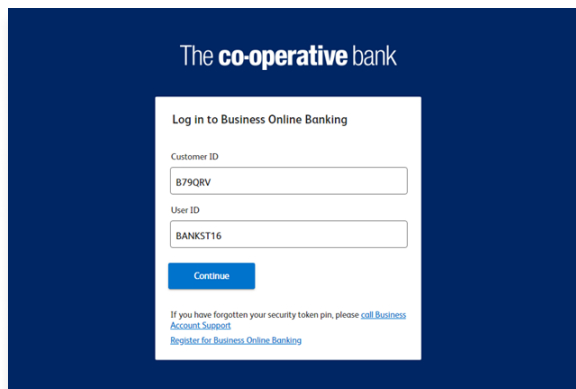 The co-operative bank
Log in to Business Online Banking
Customer ID
B79QRV
User ID
BANKST16
Continue
If you have forgotten your security token pin, please call Business
Account Support
Register for Business Online Banking